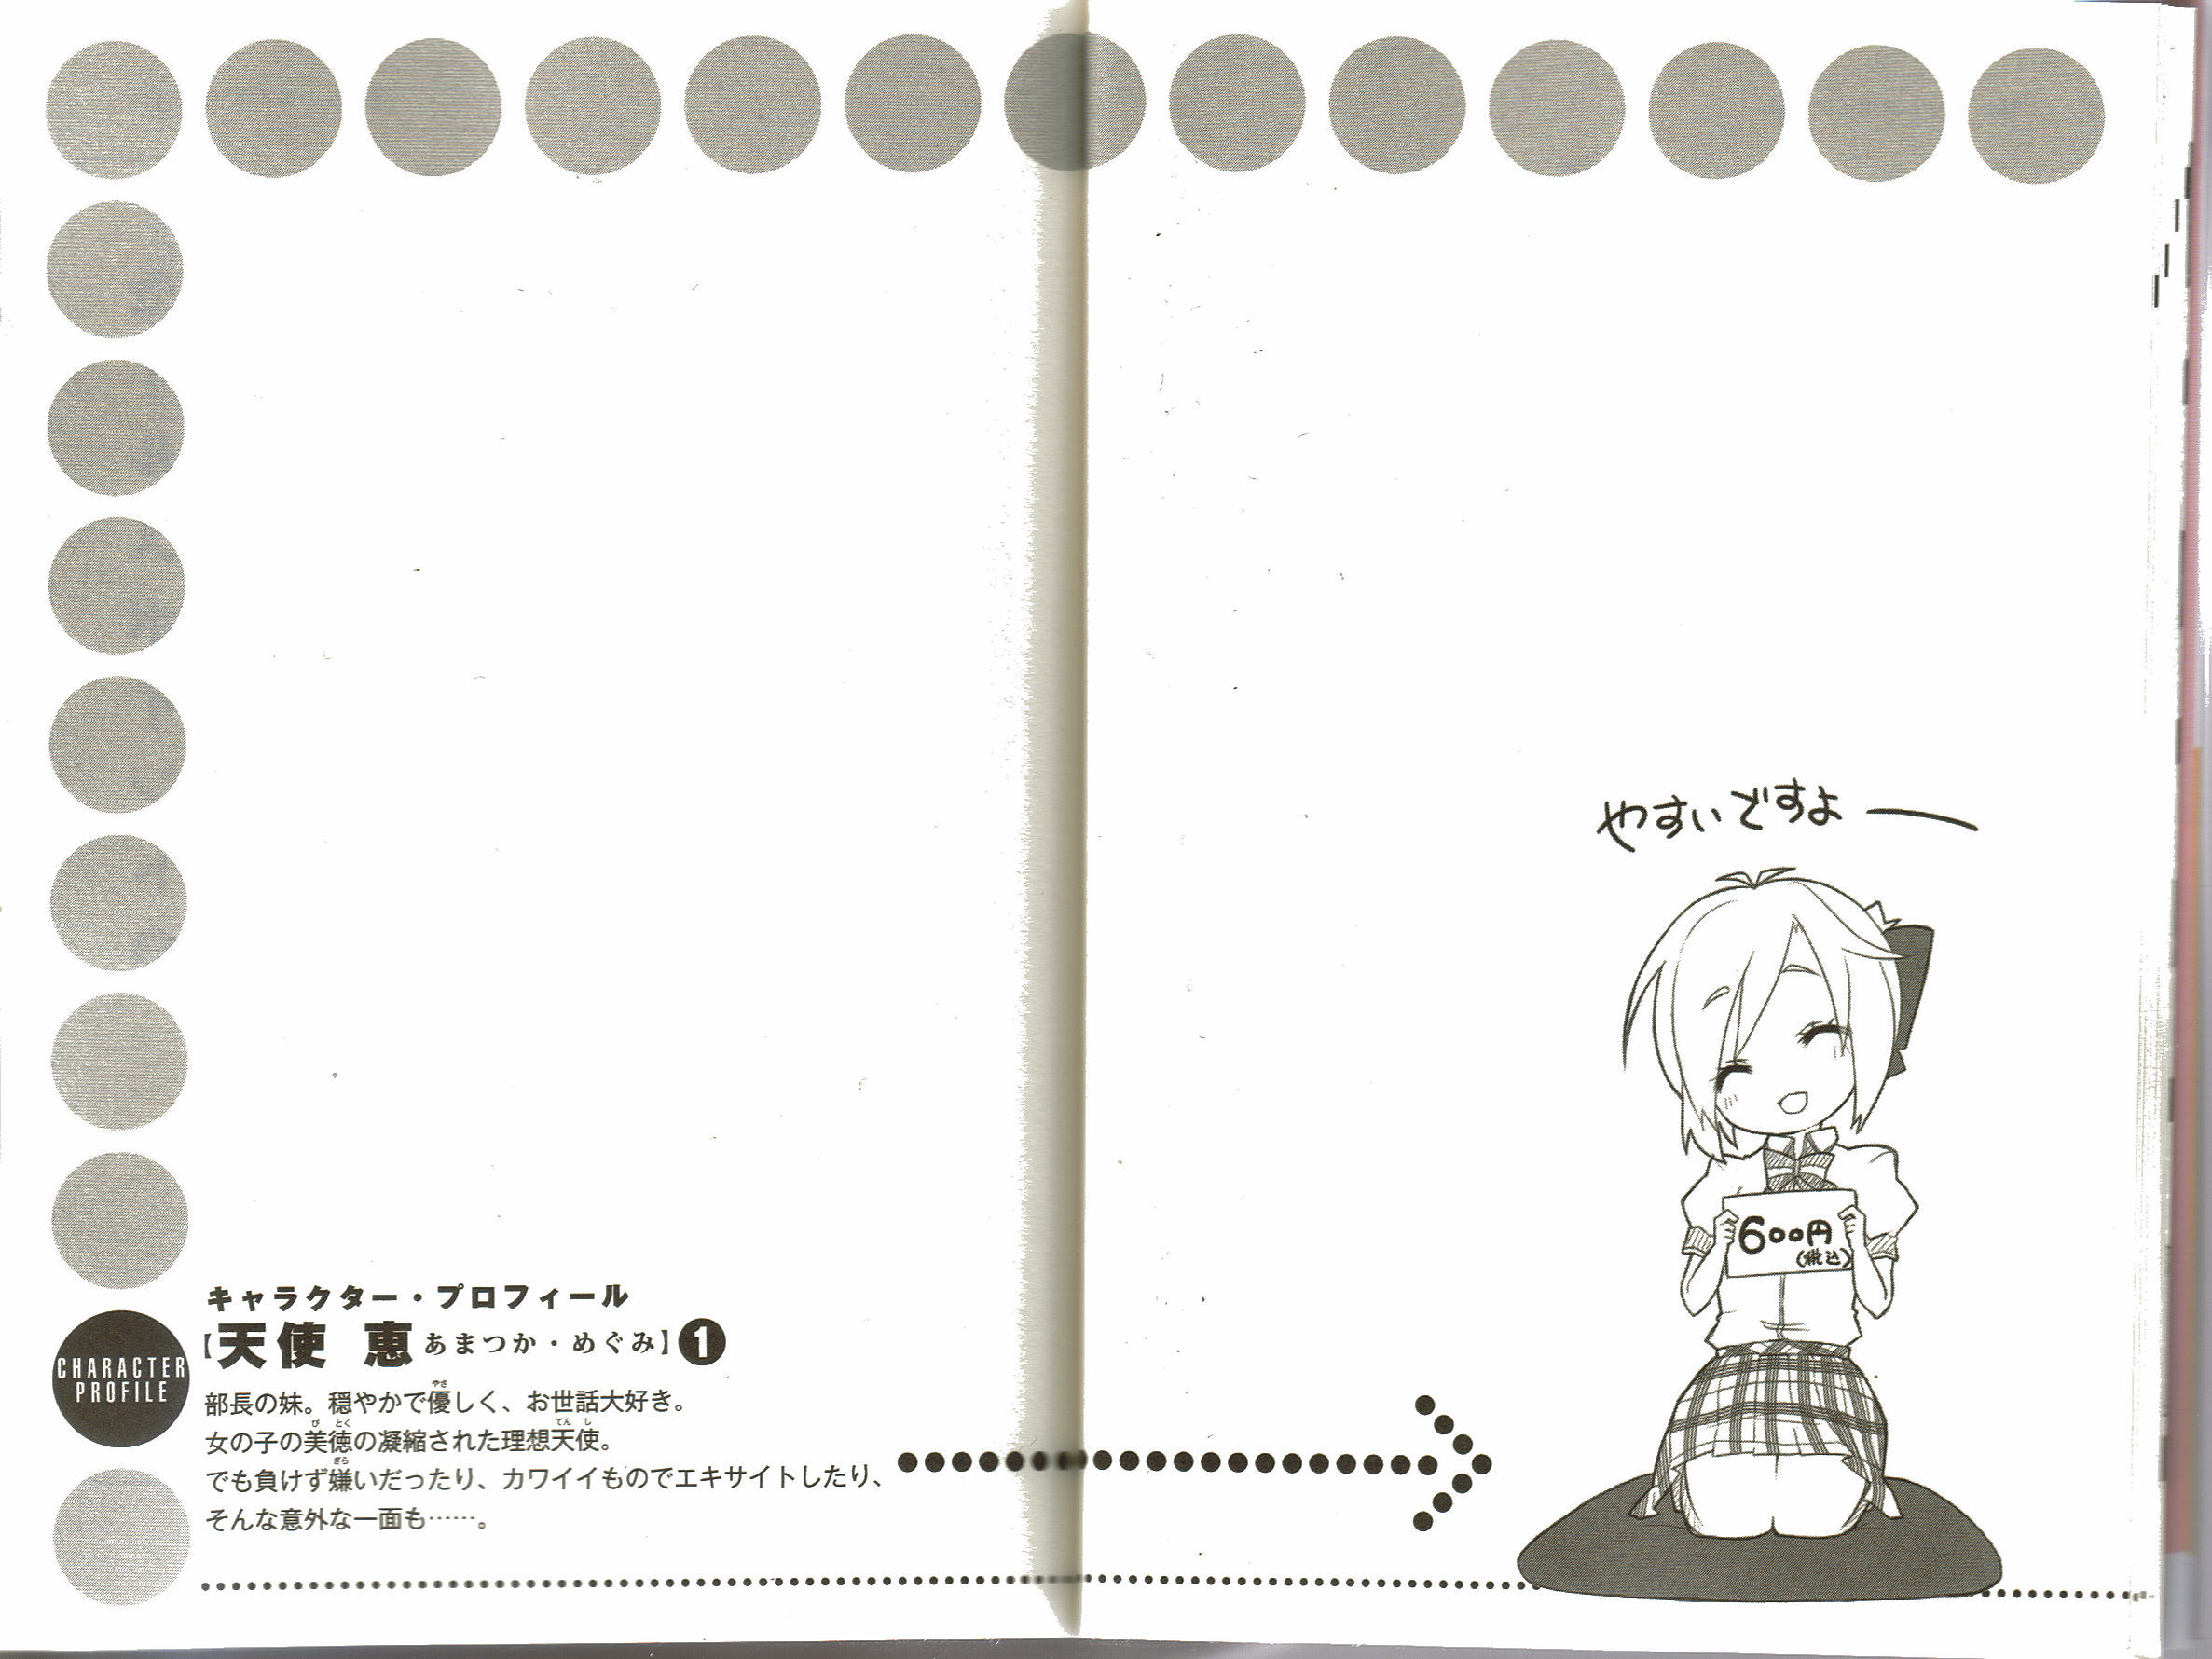 やすいですよー
600円
(税込)
キャラクター・プロフィール
【天使 恵 あまつか・めぐみ】❶
CHARACTER
PROFILE
部長の妹。穏やかで優しく、お世話大好き。
女の子の美徳の凝縮された理想天使。
でも負けず嫌いだったり、カワイイものでエキサイトしたり、
そんな意外な一面も……。